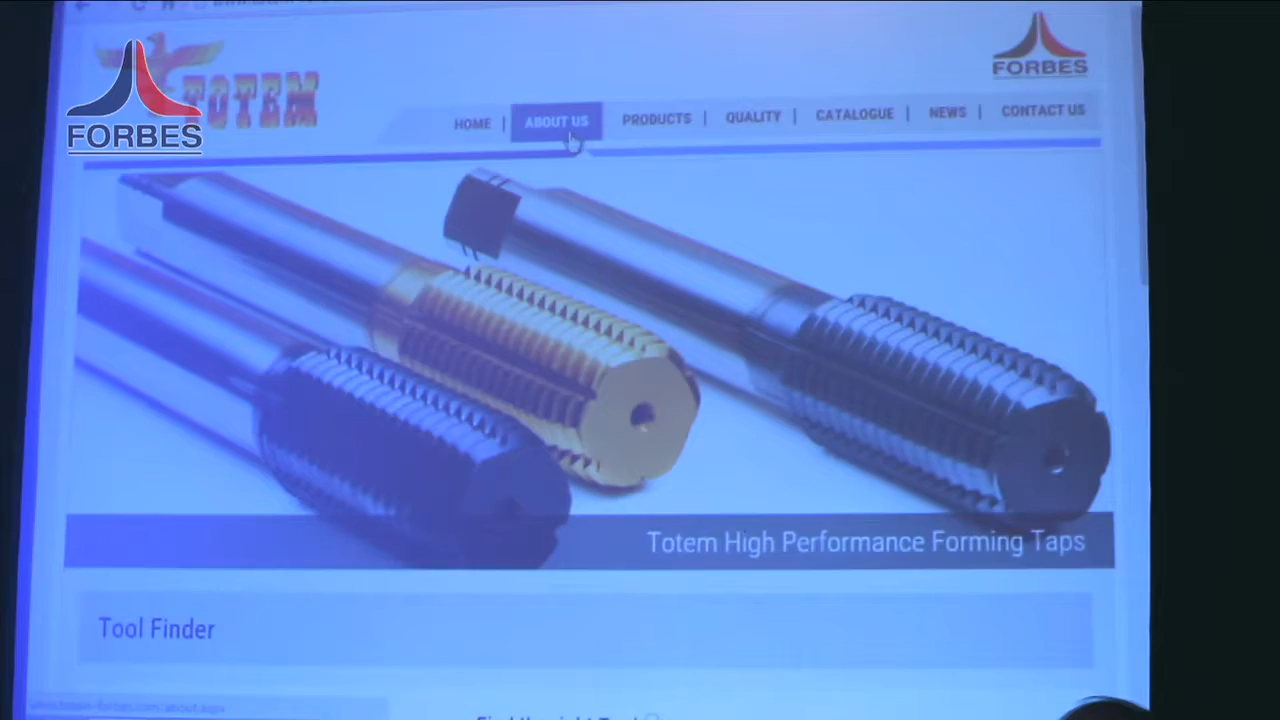 TOTEM
FORBES
FORBES
HOME | ABOUT US PRODUCTS | QUALITY | CATALOGUE | NEWS | CONTACT US
Totem High Performance Forming Taps
Tool Finder